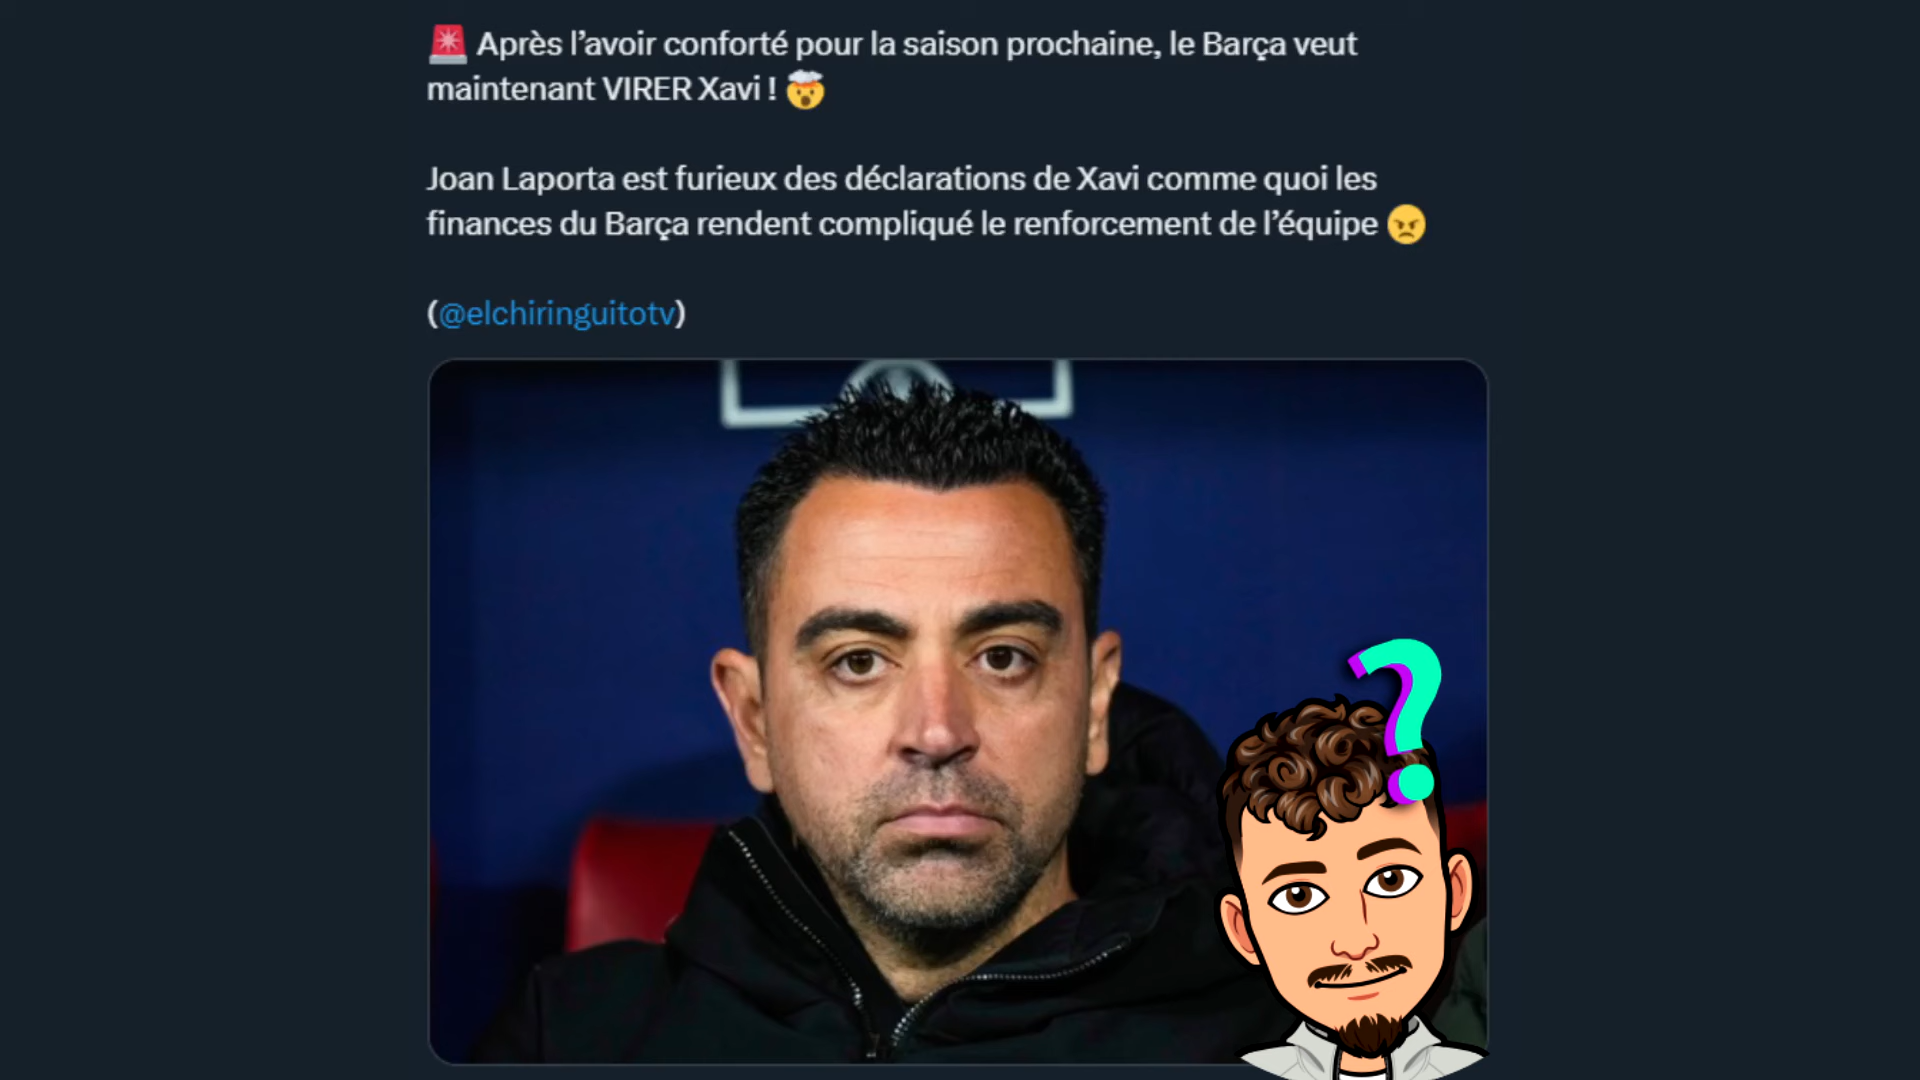 🚨 Après l’avoir conforté pour la saison prochaine, le Barça veut
maintenant VIRER Xavi ! 🤯
Joan Laporta est furieux des déclarations de Xavi comme quoi les
finances du Barça rendent compliqué le renforcement de l’équipe 😠
(@elchiringuitotv)
?